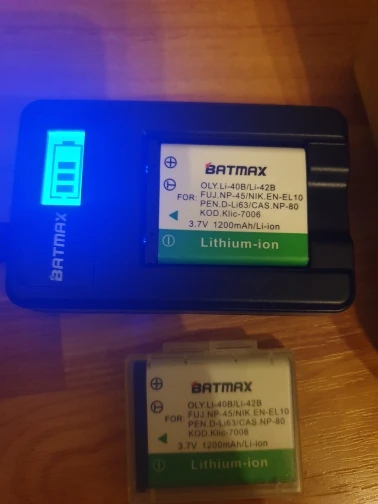 BATMAX
BATMAX
OLY.Li-40B/Li-42B
FOR: FUJ.NP-45/NIK.EN-EL10
PEN.D-Li63/CAS.NP-80
KOD.Klic-7006
3.7V 1200mAh/Li-ion
Lithium-ion
BATMAX
OLY.Li-40B/Li-42B
FOR: FUJ.NP-45/NIK.EN-EL10
PEN.D-Li63/CAS.NP-80
KOD.Klic-7006
3.7V 1200mAh/Li-ion
Lithium-ion